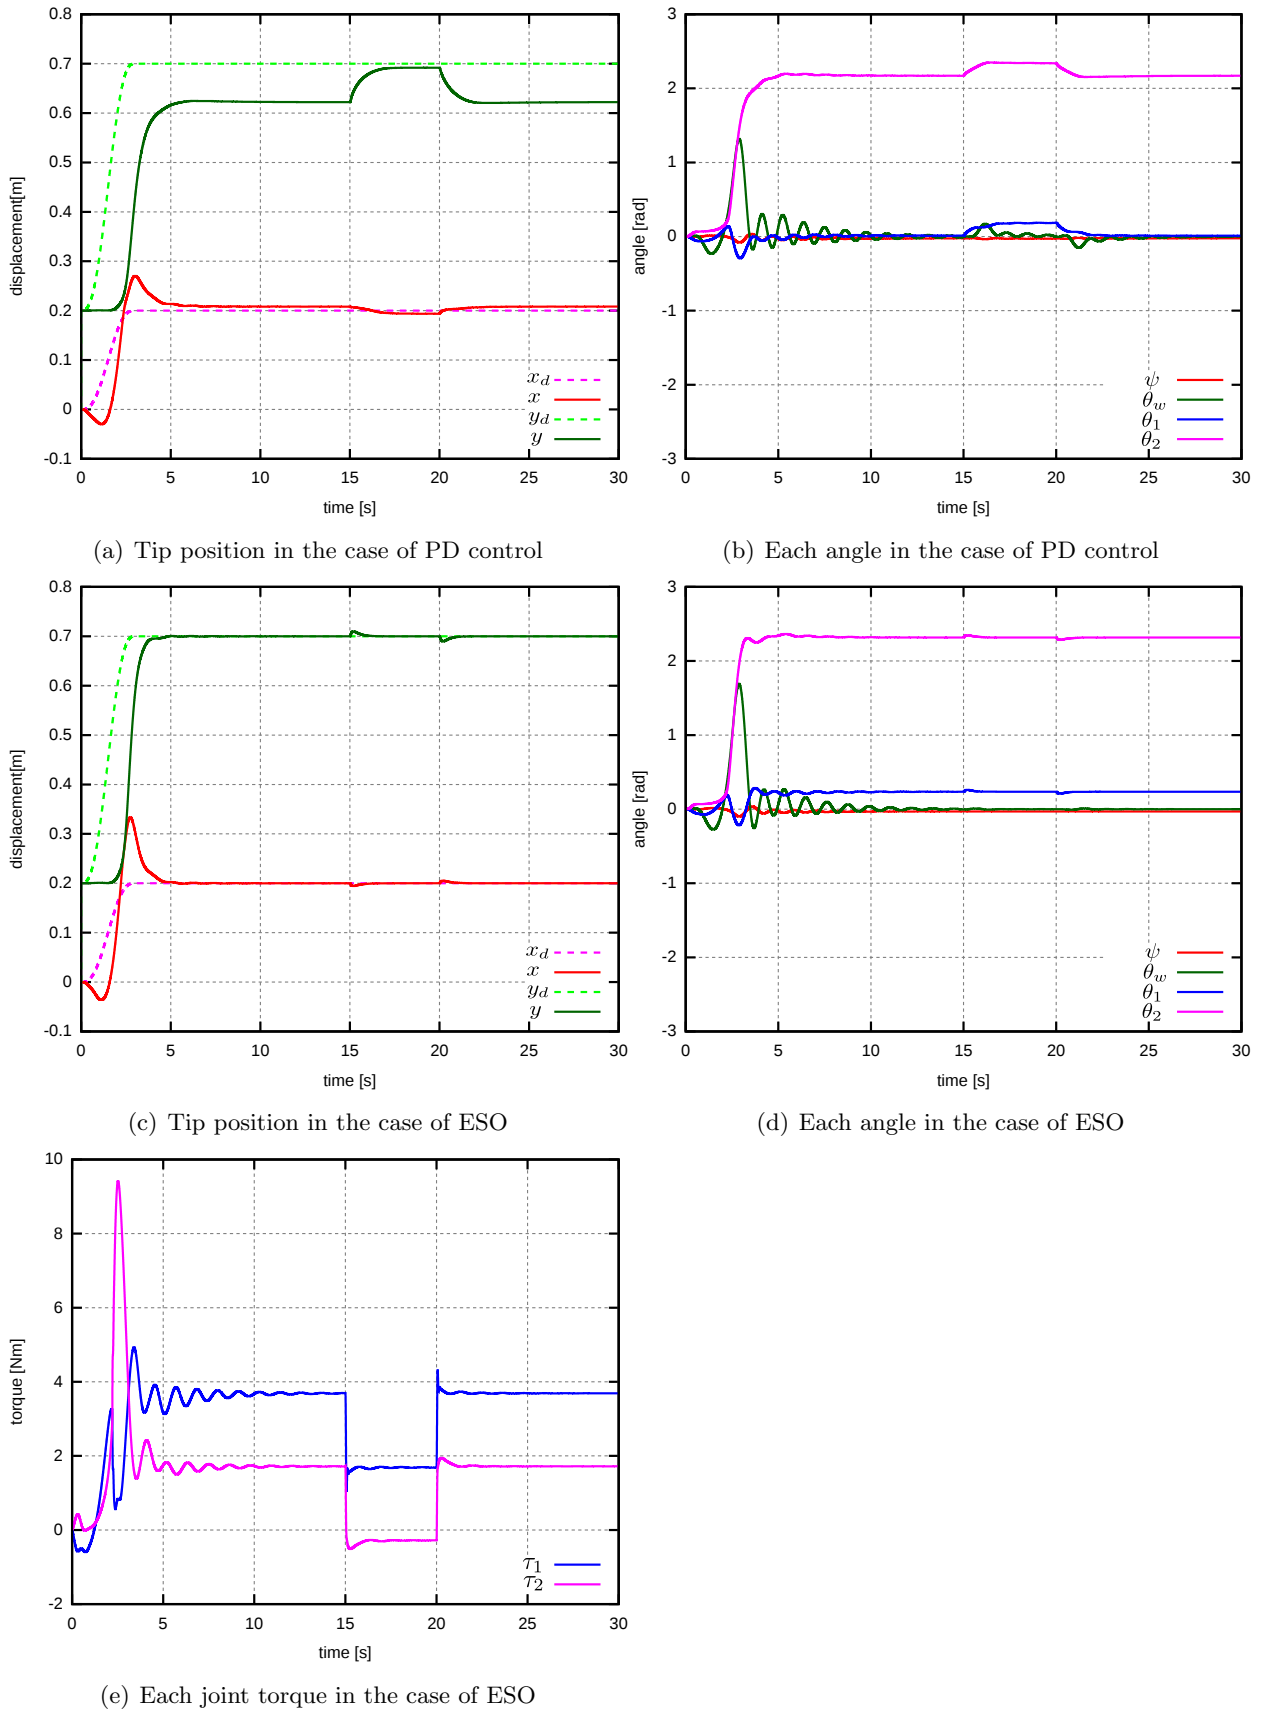 0.8
0.7
0.6
0.5
0.4
0.3
0.2
0.1
0
-0.1
displacement[m]
x_d
x
y_d
y
0 5 10 15 20 25 30
time [s]
(a) Tip position in the case of PD control
3
2
1
0
-1
-2
-3
angle [rad]
ψ
θ_w
θ_1
θ_2
0 5 10 15 20 25 30
time [s]
(b) Each angle in the case of PD control
0.8
0.7
0.6
0.5
0.4
0.3
0.2
0.1
0
-0.1
displacement[m]
x_d
x
y_d
y
0 5 10 15 20 25 30
time [s]
(c) Tip position in the case of ESO
3
2
1
0
-1
-2
-3
angle [rad]
ψ
θ_w
θ_1
θ_2
0 5 10 15 20 25 30
time [s]
(d) Each angle in the case of ESO
10
8
6
4
2
0
-2
torque [Nm]
τ_1
τ_2
0 5 10 15 20 25 30
time [s]
(e) Each joint torque in the case of ESO